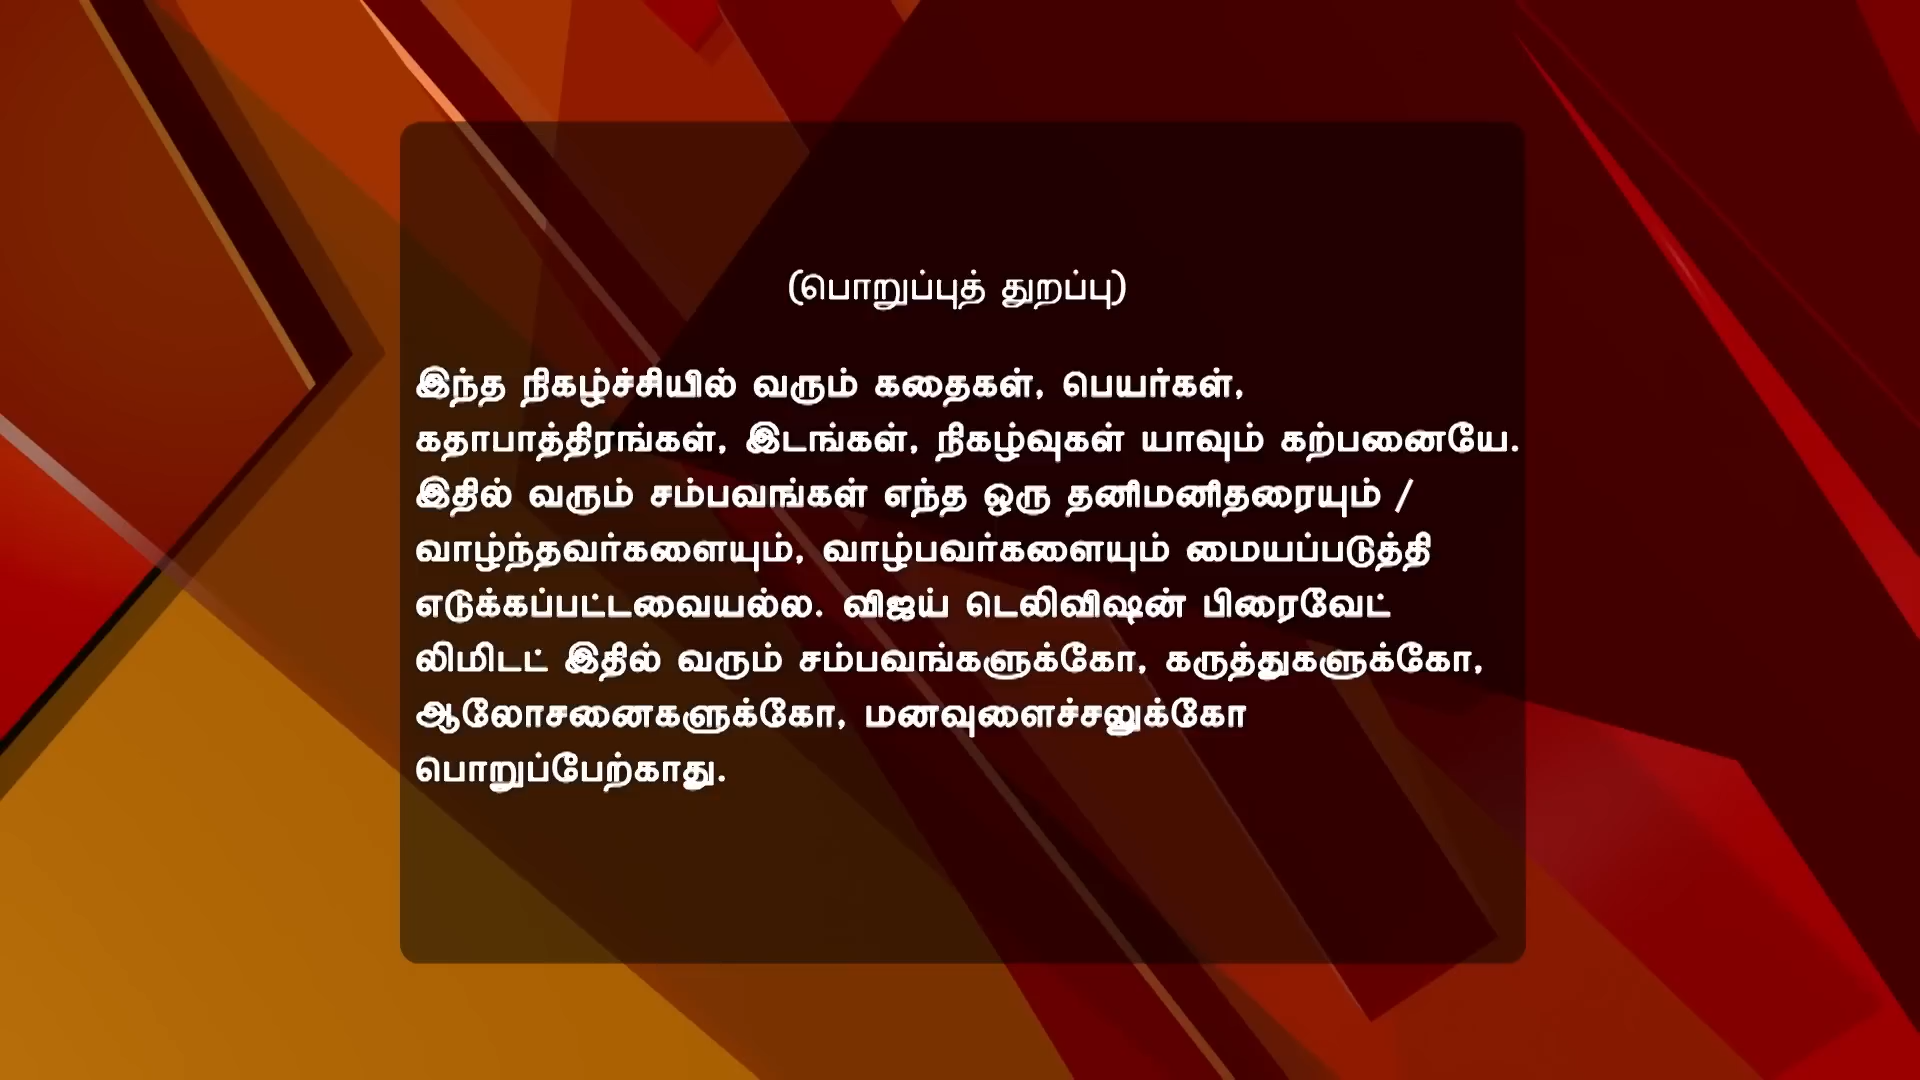 (பொறுப்புத் துறப்பு)
இந்த நிகழ்ச்சியில் வரும் கதைகள், பெயர்கள்,
கதாபாத்திரங்கள், இடங்கள், நிகழ்வுகள் யாவும் கற்பனையே.
இதில் வரும் சம்பவங்கள் எந்த ஒரு தனிமனிதரையும் /
வாழ்ந்தவர்களையும், வாழ்பவர்களையும் மையப்படுத்தி
எடுக்கப்பட்டவையல்ல. விஜய் டெலிவிஷன் பிரைவேட்
லிமிடட் இதில் வரும் சம்பவங்களுக்கோ, கருத்துகளுக்கோ,
ஆலோசனைகளுக்கோ, மனவுளைச்சலுக்கோ
பொறுப்பேற்காது.